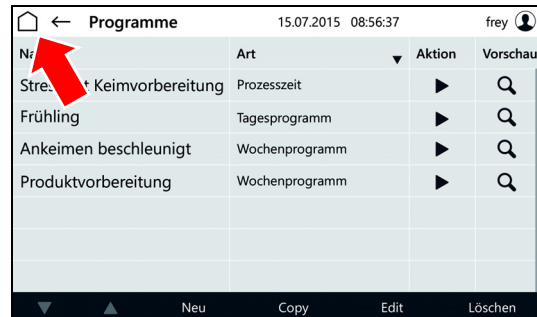 Programme 15.07.2015 08:56:37 frey
Art Aktion Vorschau
Keimvorbereitung Prozesszeit
Frühling Tagesprogramm
Ankeimen beschleunigt Wochenprogramm
Produktvorbereitung Wochenprogramm
Neu Copy Edit Löschen